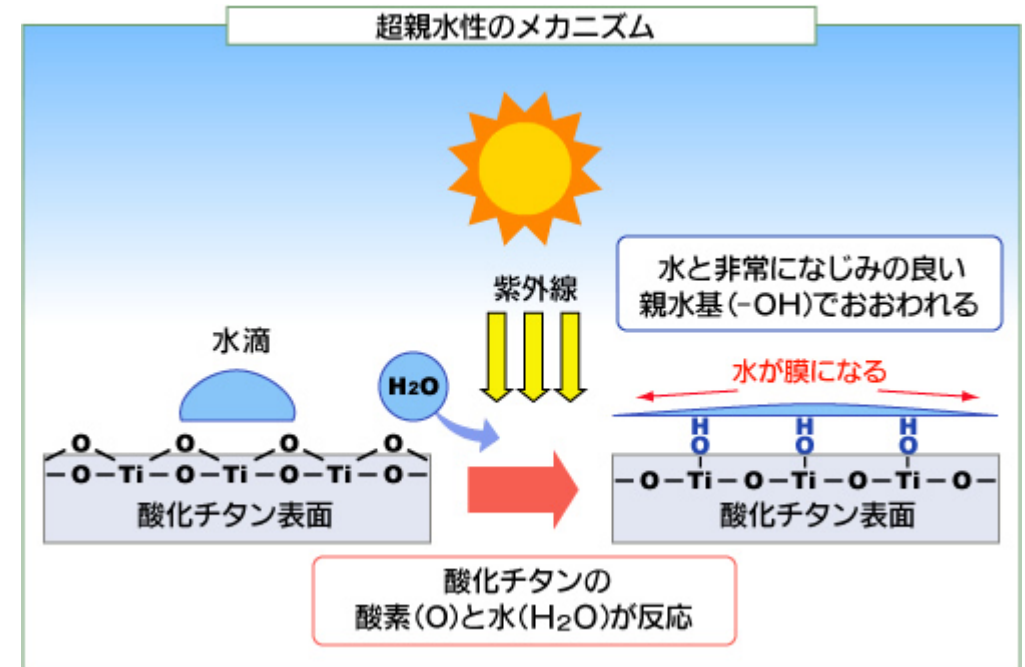 超親水性のメカニズム
紫外線
水と非常になじみの良い
親水基(-OH)でおおわれる
水滴
H₂O
水が膜になる
O O O O
-O-Ti-O-Ti-O-Ti-O-
酸化チタン表面
H H H
O O O
-O-Ti-O-Ti-O-Ti-O-
酸化チタン表面
酸化チタンの
酸素(O)と水(H₂O)が反応